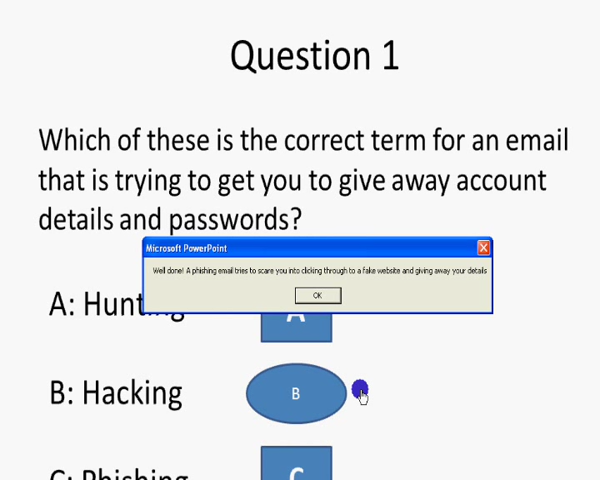 Question 1
Which of these is the correct term for an email
that is trying to get you to give away account
details and passwords?
Microsoft PowerPoint
Well done! A phishing email tries to scare you into clicking through to a fake website and giving away your details
OK
A: Hunting A
B: Hacking B
C: Phishing C